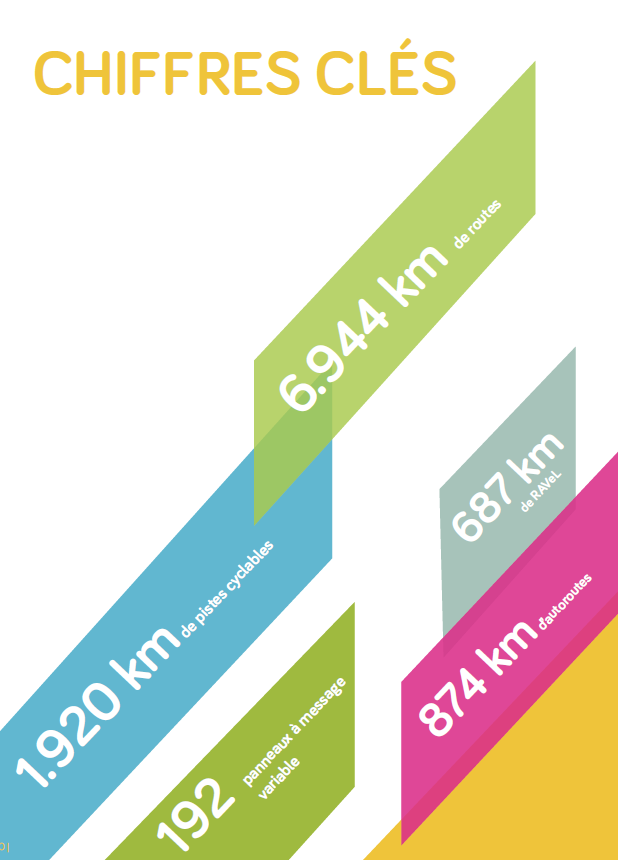 CHIFFRES CLÉS
6.944 km de routes
687 km
de RAVeL
1.920 km de pistes cyclables
874 km d'autoroutes
192 panneaux à message
variable